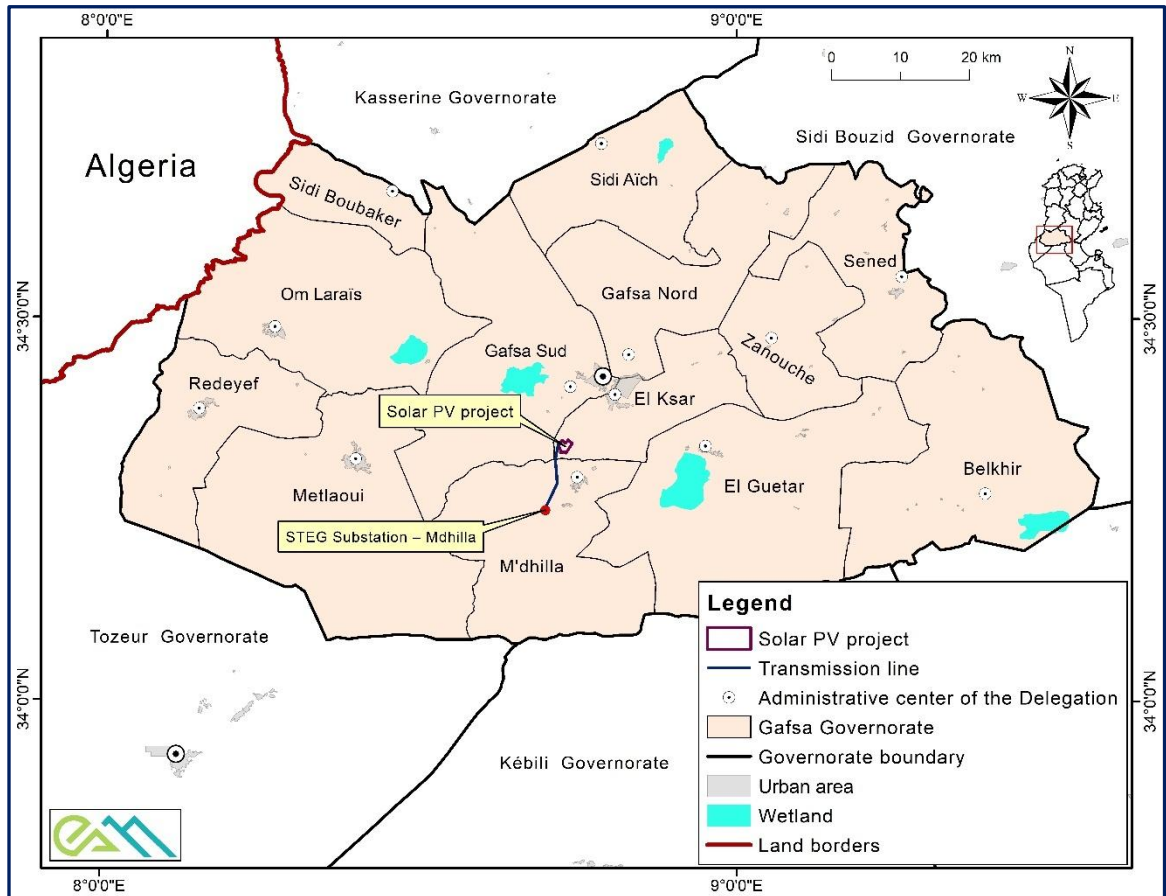 8°0'0"E
9°0'0"E
0 10 20 km
N
W
E
S
Kasserine Governorate
Sidi Bouzid Governorate
Algeria
Sidi Boubaker
Sidi Aïch
Sened
Om Laraïs
Gafsa Nord
34°30'0"N
34°30'0"N
Gafsa Sud
Zanouche
Redeyef
El Ksar
Solar PV project
Belkhir
Metlaoui
El Guetar
STEG Substation – Mdhilla
M'dhilla
Tozeur Governorate
Kébili Governorate
34°0'0"N
34°0'0"N
Legend
Solar PV project
Transmission line
Administrative center of the Delegation
Gafsa Governorate
Governorate boundary
Urban area
Wetland
Land borders
8°0'0"E
9°0'0"E